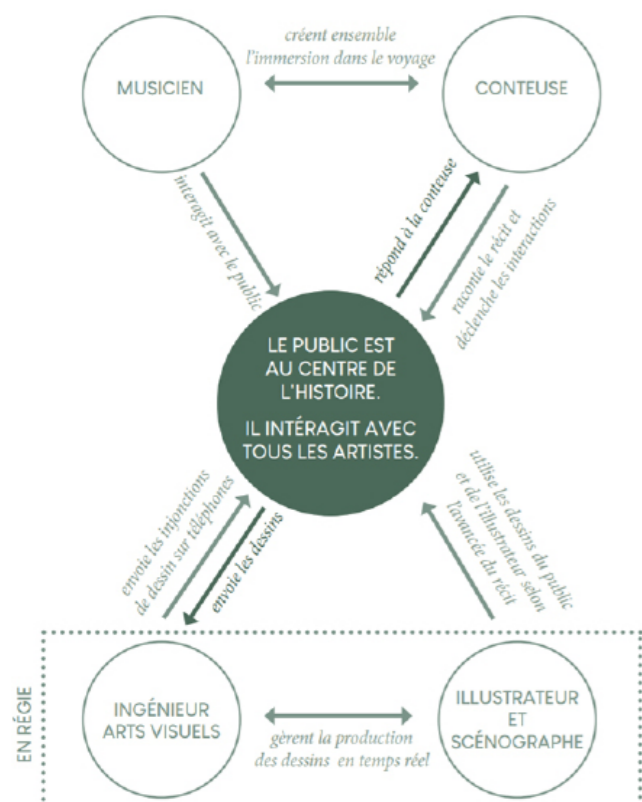 créent ensemble
l'immersion dans le voyage
MUSICIEN
CONTEUSE
interagit avec le public
répond à la conteuse
raconte le récit et
déclenche les interactions
LE PUBLIC EST
AU CENTRE DE
L'HISTOIRE.
IL INTÉRAGIT AVEC
TOUS LES ARTISTES.
envoie les injonctions
de dessin sur téléphones
envoie les dessins
utilise les dessins du public
et de l'illustrateur selon
l'avancée du récit
EN RÉGIE
INGÉNIEUR
ARTS VISUELS
gèrent la production
des dessins en temps réel
ILLUSTRATEUR
ET
SCÉNOGRAPHE